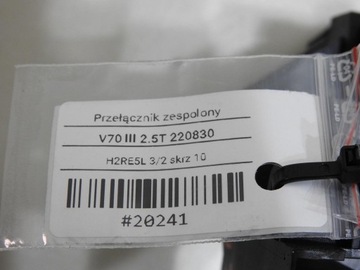 Przełącznik zespolony
V70 III 2.5T 220830
H2RE5L 3/2 skrz 10
#20241